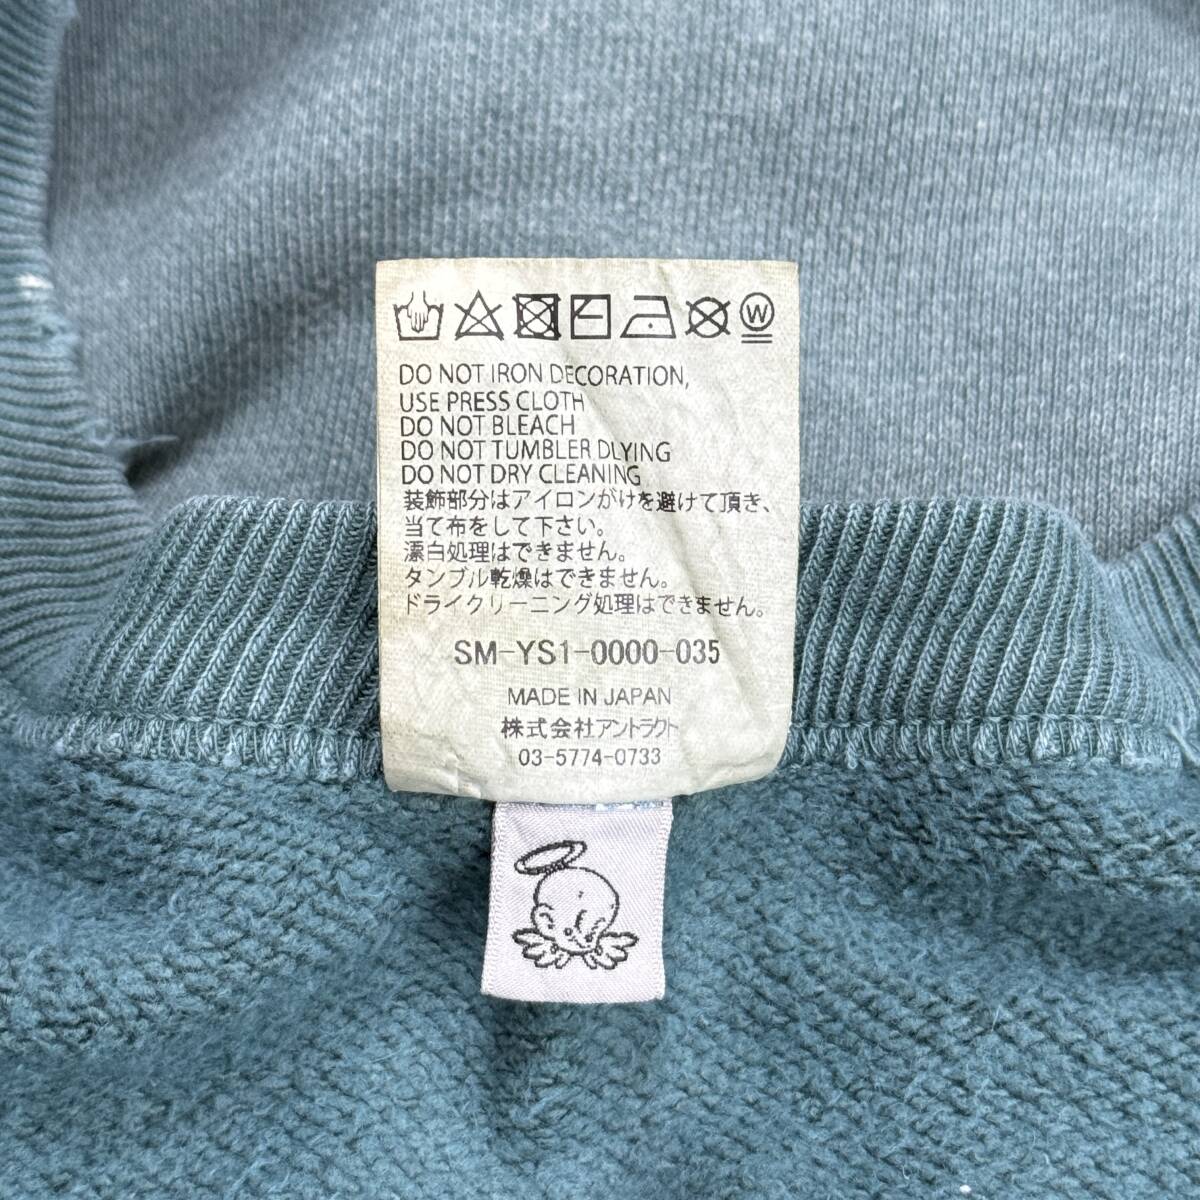 W
DO NOT IRON DECORATION,
USE PRESS CLOTH
DO NOT BLEACH
DO NOT TUMBLER DLYING
DO NOT DRY CLEANING
装飾部分はアイロンがけを避けて頂き、
当て布をして下さい。
漂白処理はできません。
タンブル乾燥はできません。
ドライクリーニング処理はできません。
SM-YS1-0000-035
MADE IN JAPAN
株式会社アントラクト
03-5774-0733